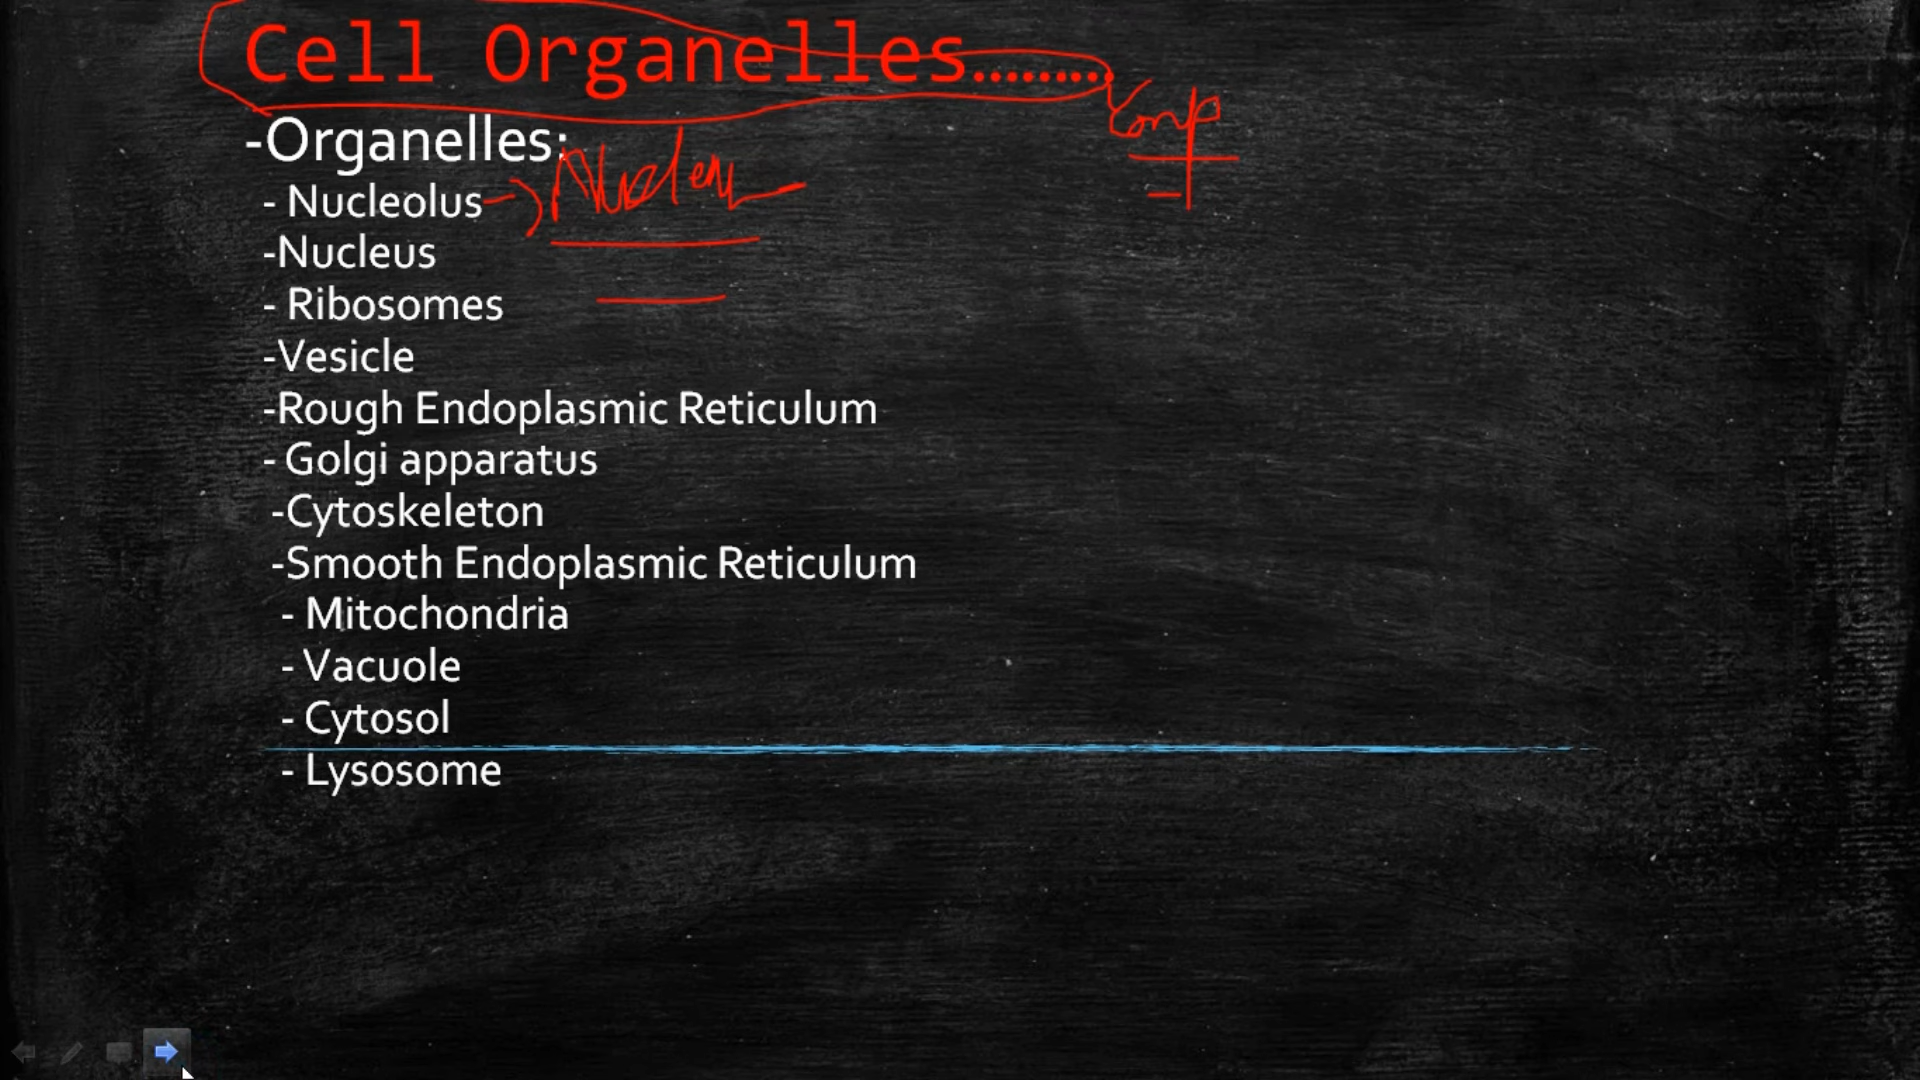 Cell Organelles.........
Comp
-Organelles:
- Nucleolus
-Nucleus
- Ribosomes
-Vesicle
-Rough Endoplasmic Reticulum
- Golgi apparatus
-Cytoskeleton
-Smooth Endoplasmic Reticulum
- Mitochondria
- Vacuole
- Cytosol
- Lysosome